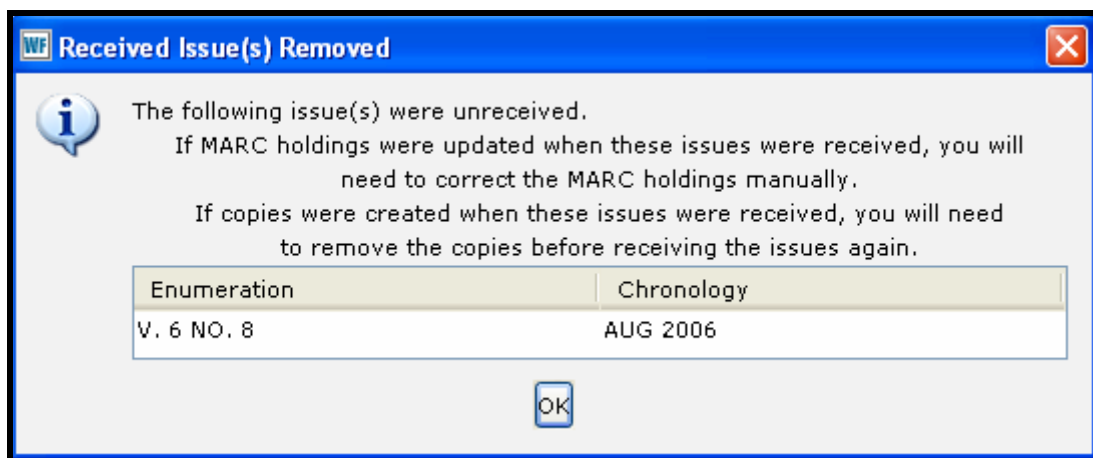 WF Received Issue(s) Removed
The following issue(s) were unreceived.
If MARC holdings were updated when these issues were received, you will
need to correct the MARC holdings manually.
If copies were created when these issues were received, you will need
to remove the copies before receiving the issues again.
Enumeration Chronology
V. 6 NO. 8 AUG 2006
OK